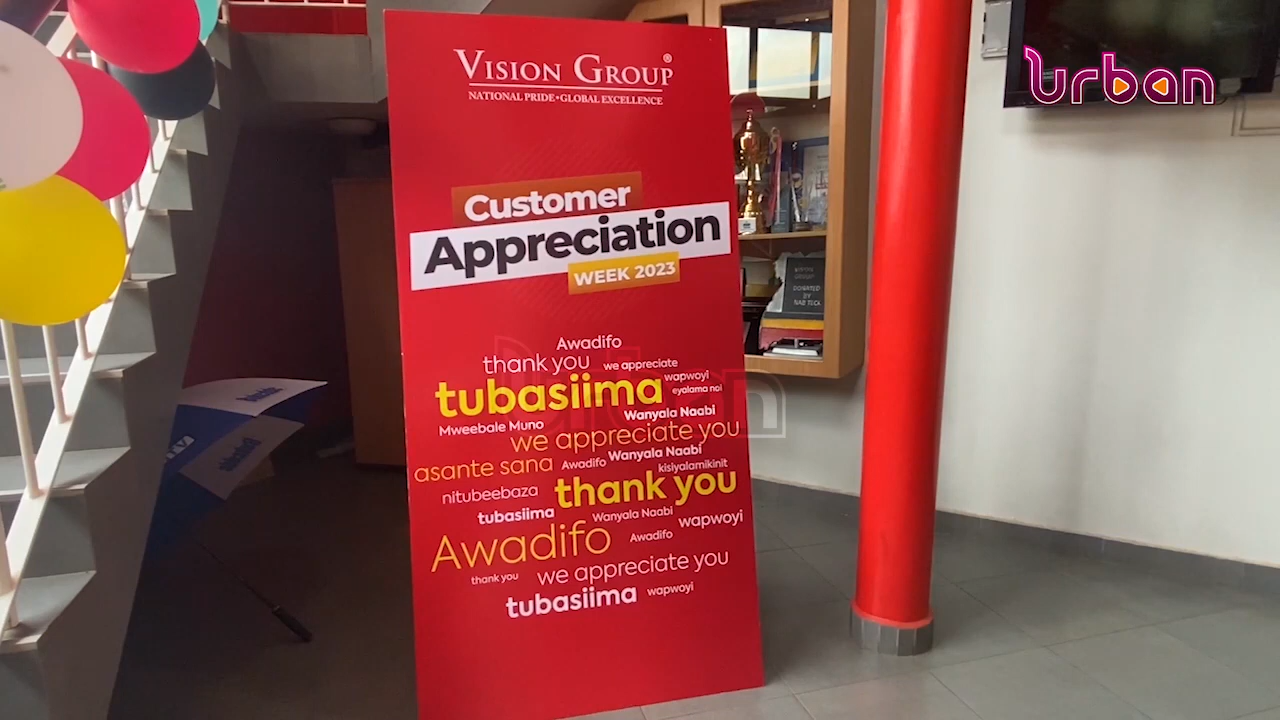 Urban
VISION GROUP®
NATIONAL PRIDE•GLOBAL EXCELLENCE
Customer
Appreciation
WEEK 2023
Awadifo
thank you we appreciate
tubasiima wapwoyi
eyalama noi
Wanyala Naabi
Mweebale Muno
we appreciate you
asante sana Awadifo Wanyala Naabi
kisiyalamikinit
nitubeebaza thank you
tubasiima Wanyala Naabi wapwoyi
Awadifo Awadifo
thank you we appreciate you
tubasiima wapwoyi
DONATED
BY